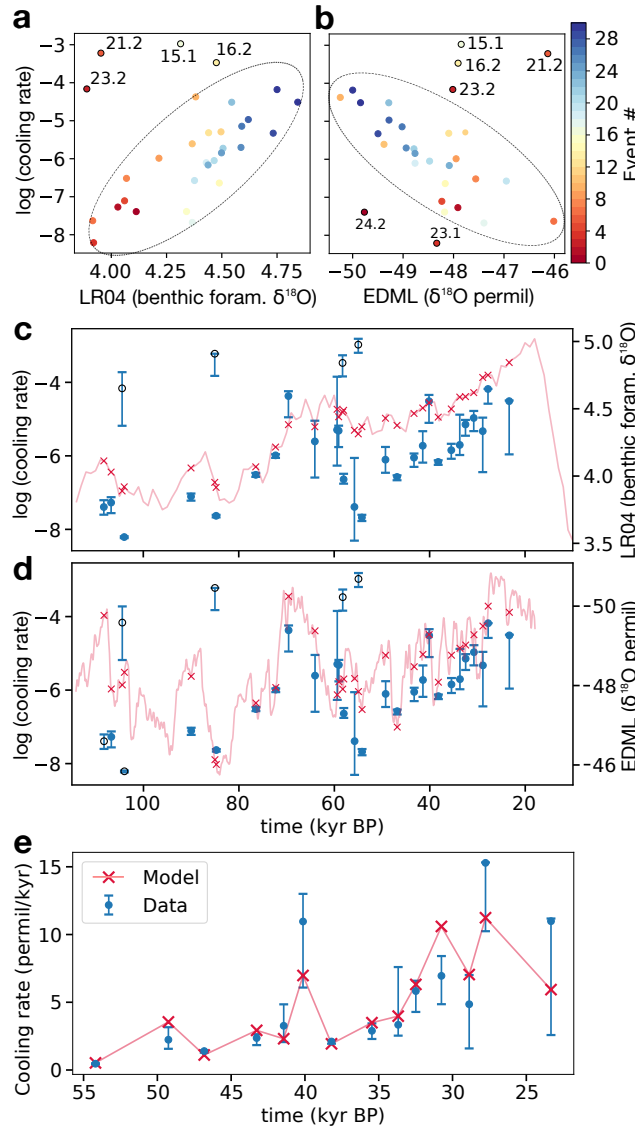 a
b
−3
−4
−5
−6
−7
−8
log (cooling rate)
21.2
15.1
16.2
23.2
15.1
16.2
21.2
23.2
24.2
23.1
28
24
20
16
12
8
4
0
Event #
4.00 4.25 4.50 4.75
LR04 (benthic foram. δ¹⁸O)
−50 −49 −48 −47 −46
EDML (δ¹⁸O permil)
c
−4
−6
−8
log (cooling rate)
5.0
4.5
4.0
3.5
LR04 (benthic foram. δ¹⁸O)
d
−4
−6
−8
log (cooling rate)
−50
−48
−46
EDML (δ¹⁸O permil)
100 80 60 40 20
time (kyr BP)
e
15
10
5
0
Cooling rate (permil/kyr)
Model
Data
55 50 45 40 35 30 25
time (kyr BP)